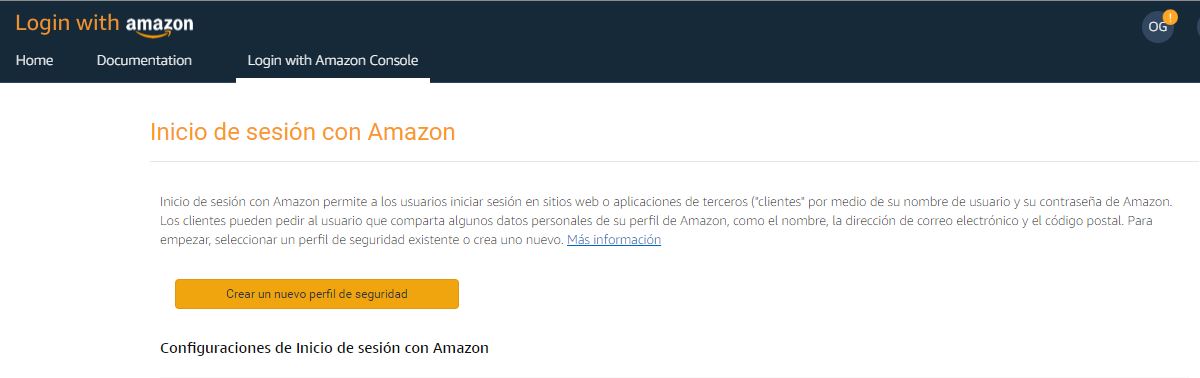 Login with amazon
OG !
Home Documentation Login with Amazon Console
Inicio de sesión con Amazon
Inicio de sesión con Amazon permite a los usuarios iniciar sesión en sitios web o aplicaciones de terceros ("clientes" por medio de su nombre de usuario y su contraseña de Amazon.
Los clientes pueden pedir al usuario que comparta algunos datos personales de su perfil de Amazon, como el nombre, la dirección de correo electrónico y el código postal. Para
empezar, seleccionar un perfil de seguridad existente o crea uno nuevo. Más información
Crear un nuevo perfil de seguridad
Configuraciones de Inicio de sesión con Amazon